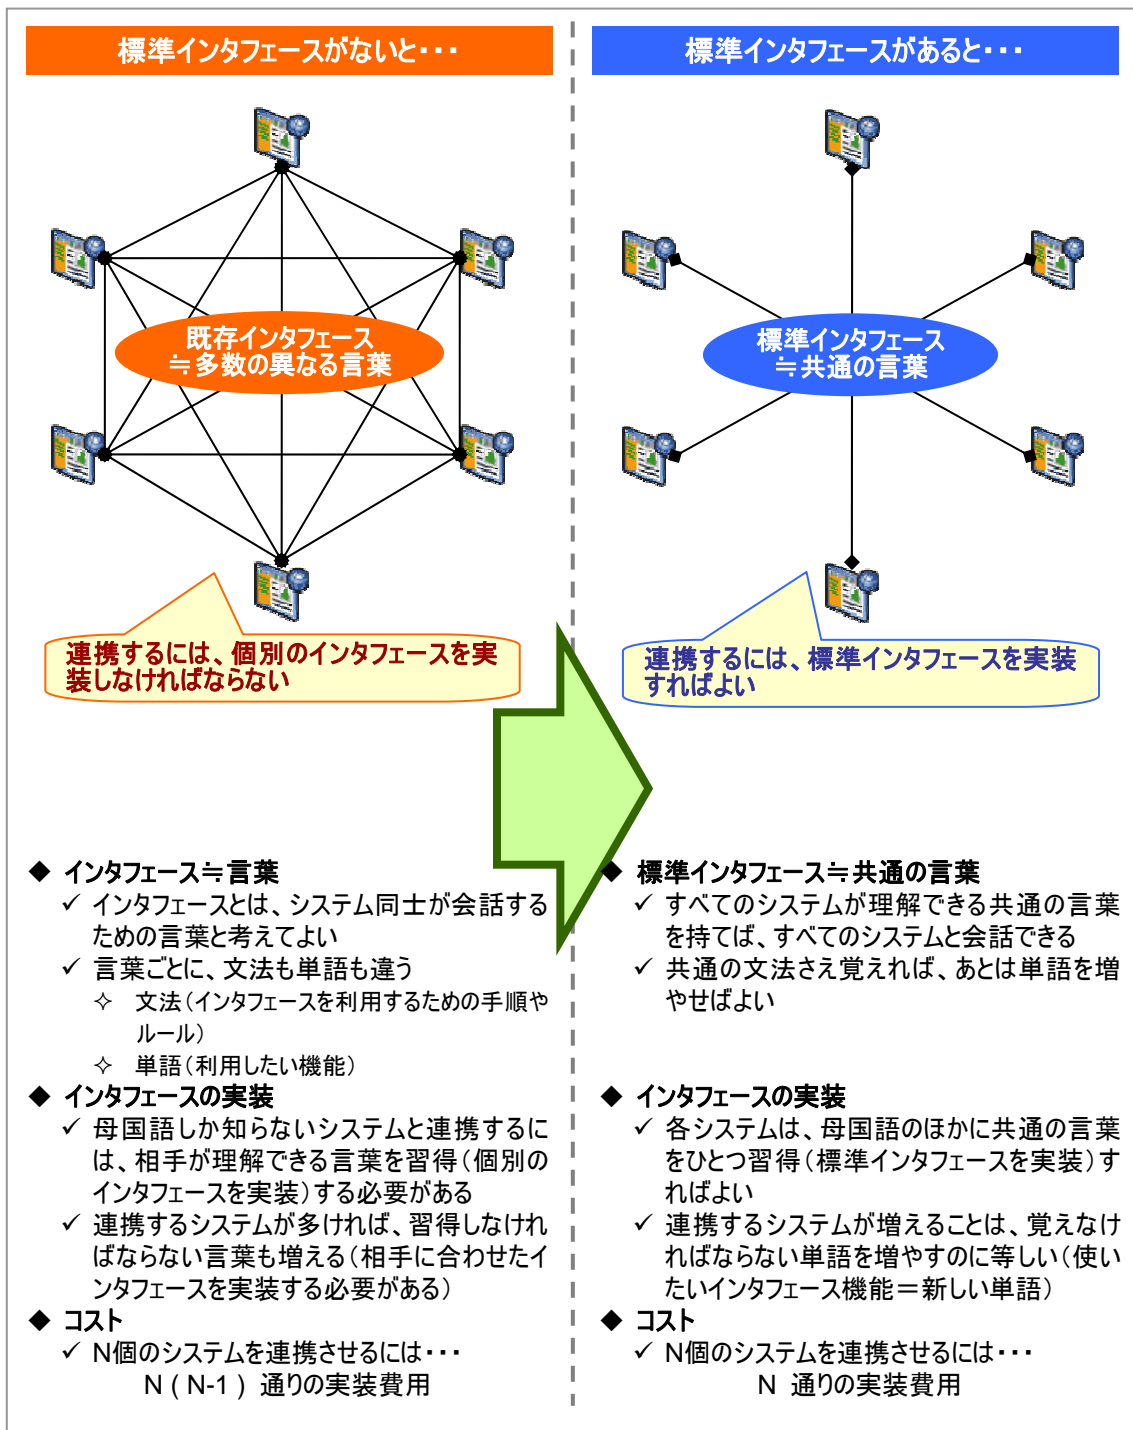 標準インタフェースがないと・・・
既存インタフェース
≒多数の異なる言葉
連携するには、個別のインタフェースを実
装しなければならない
◆ インタフェース≒言葉
✓ インタフェースとは、システム同士が会話する
ための言葉と考えてよい
✓ 言葉ごとに、文法も単語も違う
✧ 文法（インタフェースを利用するための手順や
ルール）
✧ 単語（利用したい機能）
◆ インタフェースの実装
✓ 母国語しか知らないシステムと連携するに
は、相手が理解できる言葉を習得（個別の
インタフェースを実装）する必要がある
✓ 連携するシステムが多ければ、習得しなけれ
ばならない言葉も増える（相手に合わせたイ
ンタフェースを実装する必要がある）
◆ コスト
✓ N個のシステムを連携させるには・・・
N ( N-1 ) 通りの実装費用
標準インタフェースがあると・・・
標準インタフェース
≒共通の言葉
連携するには、標準インタフェースを実装
すればよい
◆ 標準インタフェース≒共通の言葉
✓ すべてのシステムが理解できる共通の言葉
を持てば、すべてのシステムと会話できる
✓ 共通の文法さえ覚えれば、あとは単語を増
やせばよい
◆ インタフェースの実装
✓ 各システムは、母国語のほかに共通の言葉
をひとつ習得（標準インタフェースを実装）す
ればよい
✓ 連携するシステムが増えることは、覚えなけ
ればならない単語を増やすのに等しい（使い
たいインタフェース機能＝新しい単語）
◆ コスト
✓ N個のシステムを連携させるには・・・
N 通りの実装費用